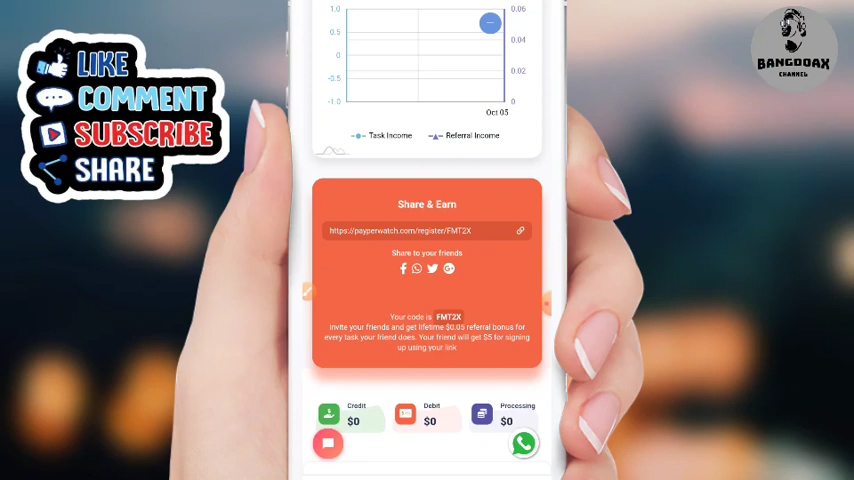 LIKE
COMMENT
SUBSCRIBE
SHARE
BANGDOAX
CHANNEL
1.0
0.5
0
-0.5
-1.0
0.06
0.04
0.02
0
Oct 05
Task Income
Referral Income
Share & Earn
https://payperwatch.com/register/FMT2X
Share to your friends
Your code is FMT2X
Invite your friends and get lifetime $0.05 referral bonus for
every task your friend does. Your friend will get $5 for signing
up using your link
Credit
$0
Debit
$0
Processing
$0